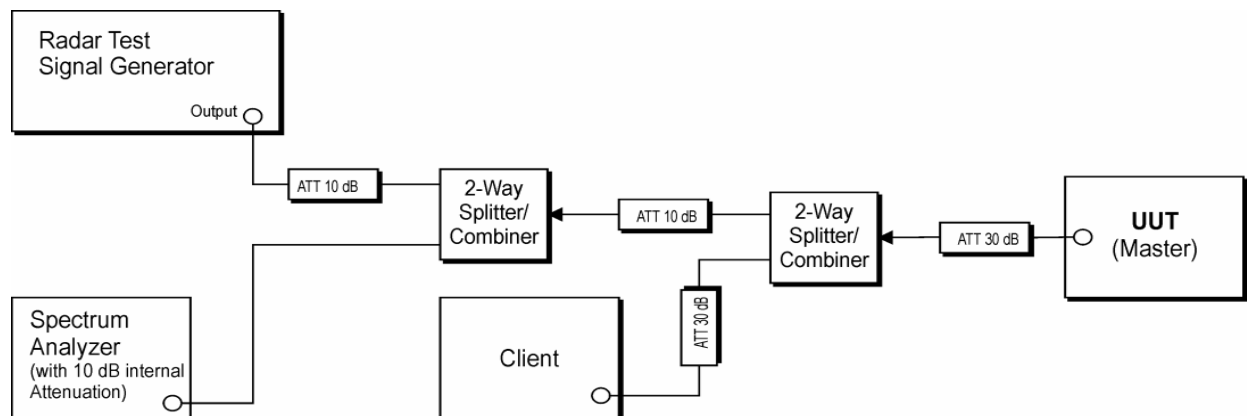 Radar Test
Signal Generator
Output
ATT 10 dB
2-Way
Splitter/
Combiner
ATT 10 dB
2-Way
Splitter/
Combiner
ATT 30 dB
UUT
(Master)
Spectrum
Analyzer
(with 10 dB internal
Attenuation)
Client
ATT 30 dB